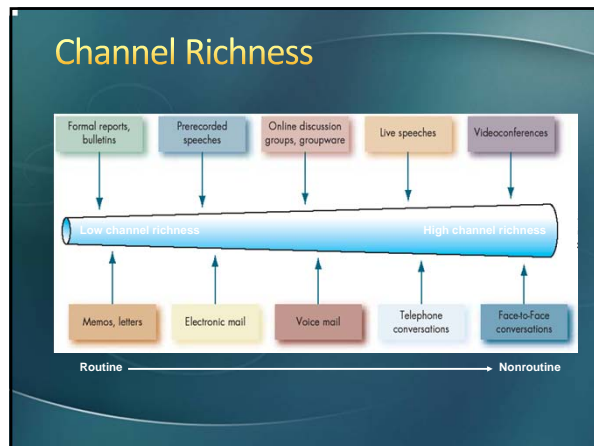 Channel Richness
Formal reports,
bulletins
Prerecorded
speeches
Online discussion
groups, groupware
Live speeches
Videoconferences
Low channel richness
High channel richness
Memos, letters
Electronic mail
Voice mail
Telephone
conversations
Face-to-Face
conversations
Routine
Nonroutine